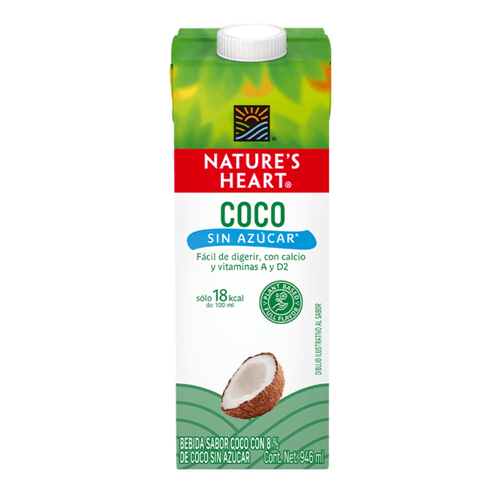 NATURE'S
HEART®
COCO
SIN AZÚCAR*
Fácil de digerir, con calcio
y vitaminas A y D2
sólo 18 kcal
de 100 ml
PLANT BASED
FULL FLAVOR
DIBUJO ILUSTRATIVO AL SABOR
BEBIDA SABOR COCO CON 8 %
DE COCO SIN AZUCAR
Cont. Net. 946 ml